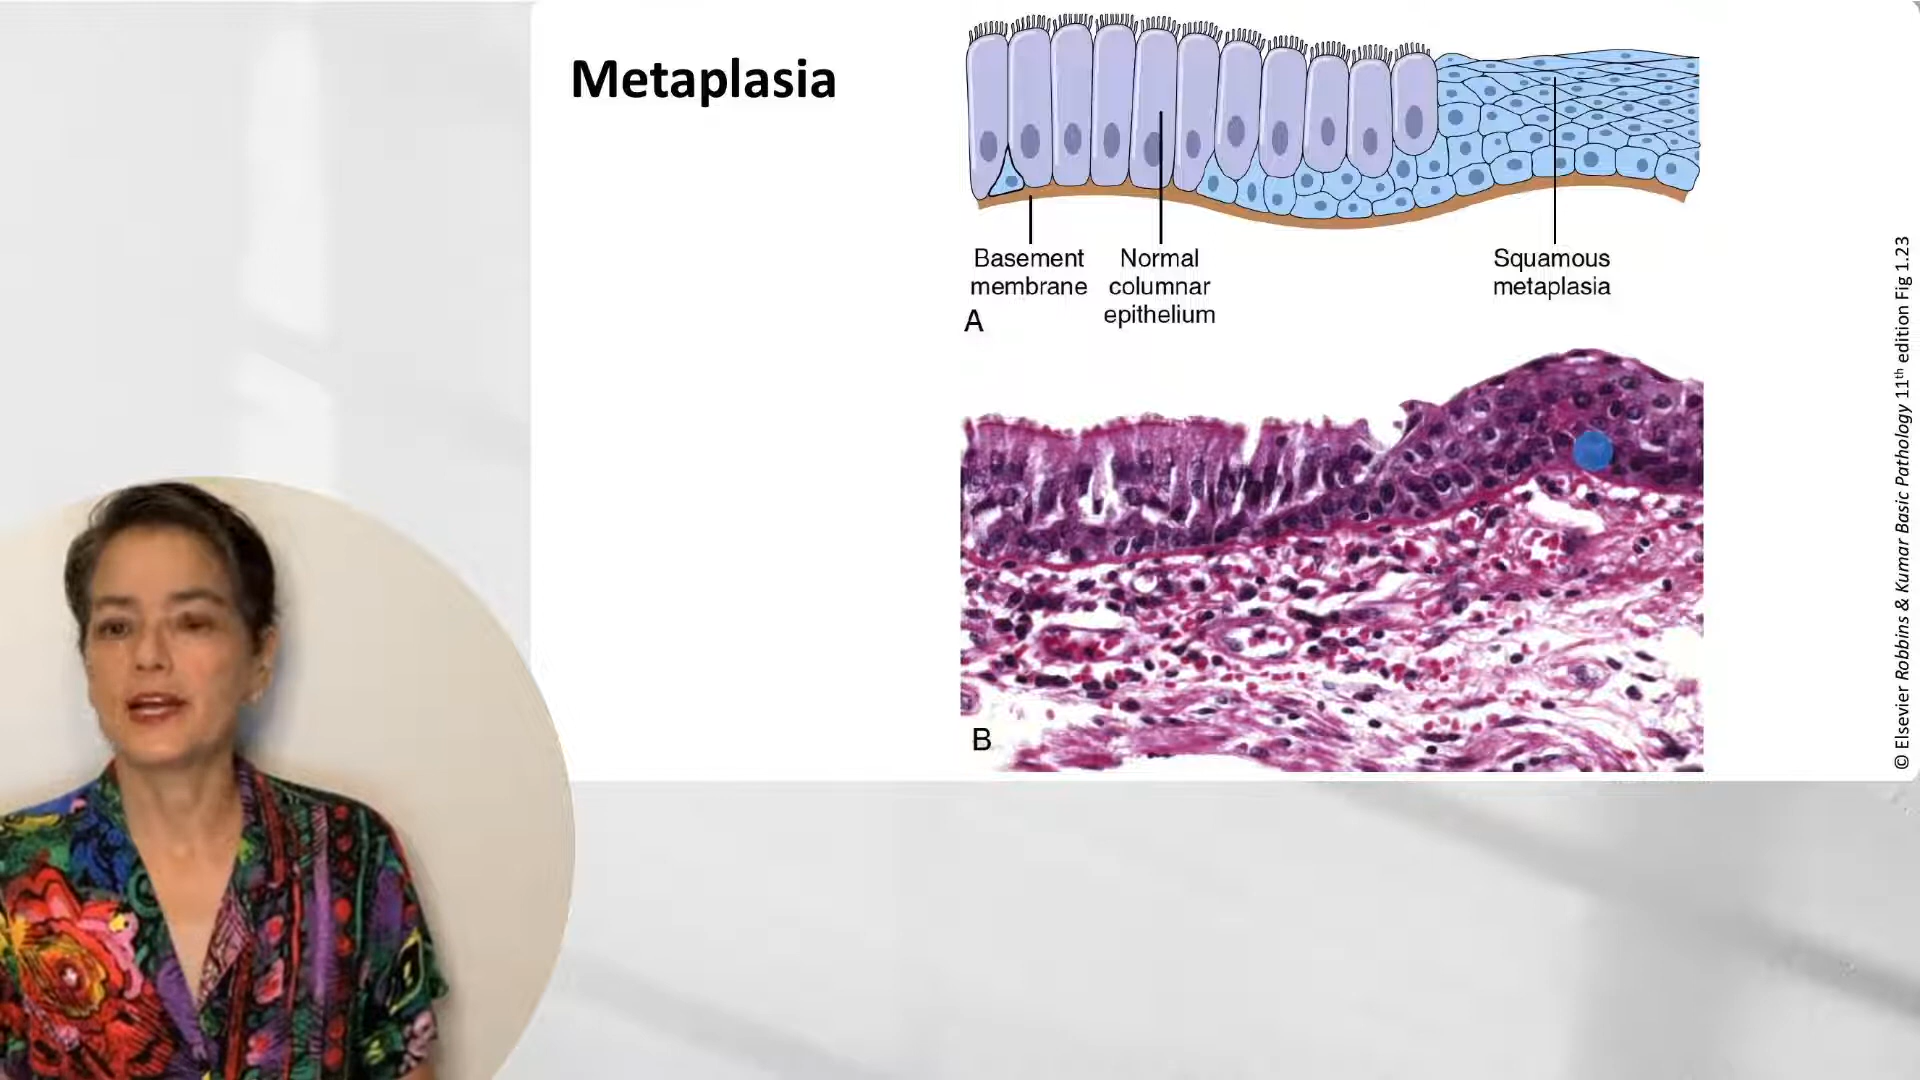 Metaplasia
Basement
membrane
Normal
columnar
epithelium
Squamous
metaplasia
A
B
© Elsevier Robbins & Kumar Basic Pathology 11th edition Fig 1.23